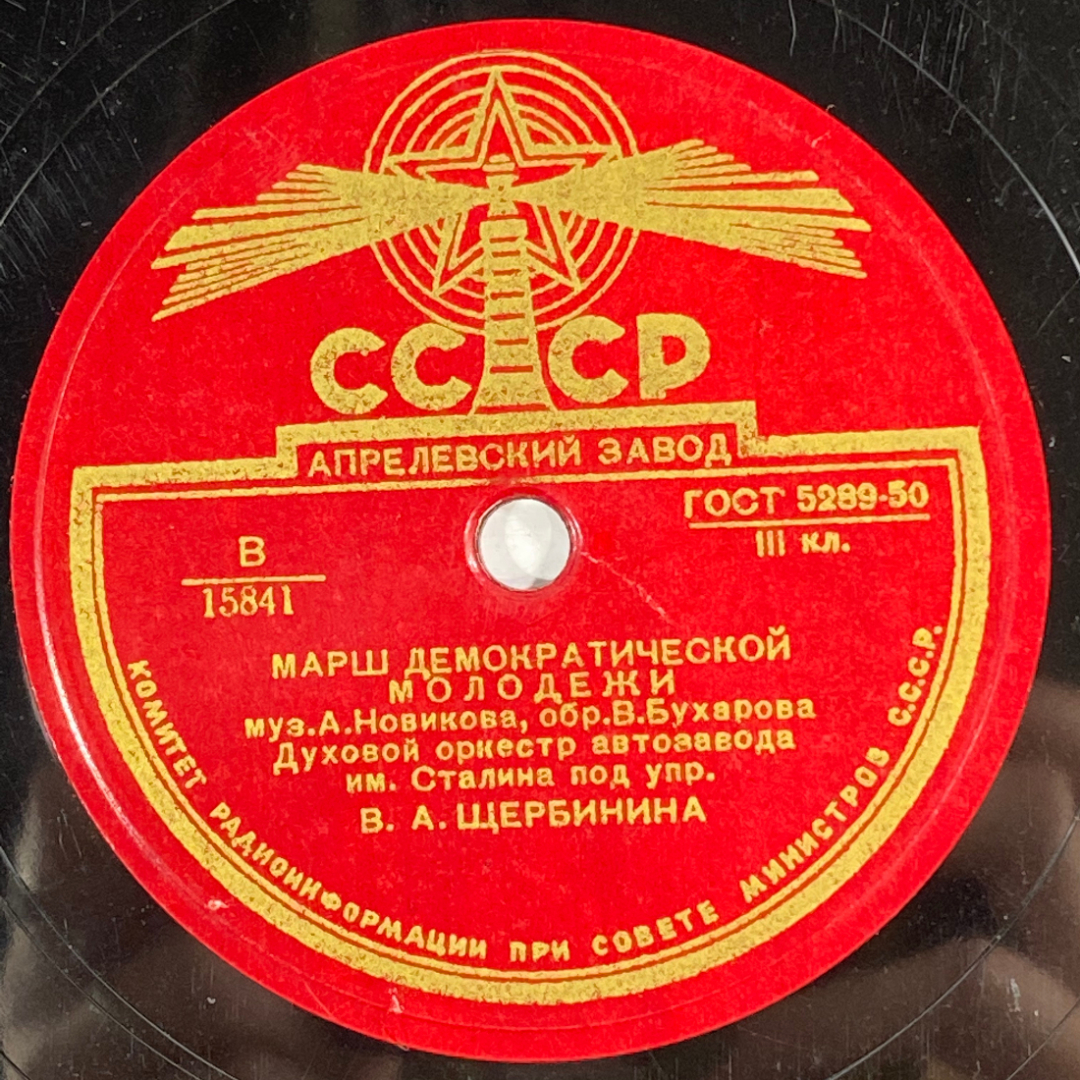 СССР
АПРЕЛЕВСКИЙ ЗАВОД
ГОСТ 5289-50
III кл.
В
15841
МАРШ ДЕМОКРАТИЧЕСКОЙ
МОЛОДЕЖИ
муз.А.Новикова, обр.В.Бухарова
Духовой оркестр автозавода
им. Сталина под упр.
В. А. ЩЕРБИНИНА
КОМИТЕТ РАДИОИНФОРМАЦИИ ПРИ СОВЕТЕ МИНИСТРОВ С.С.С.Р.